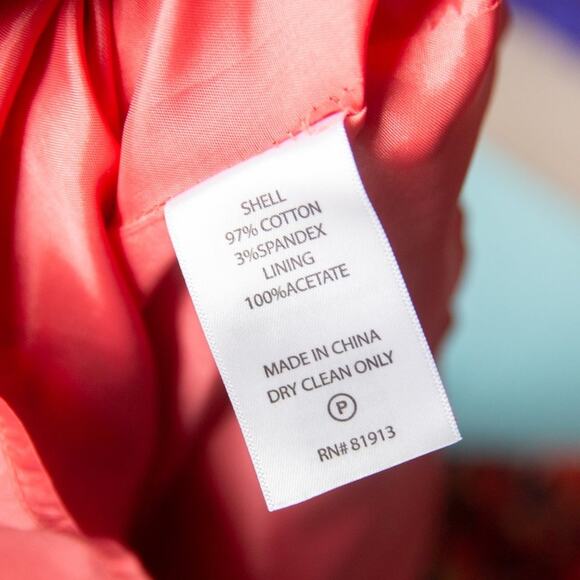 SHELL
97% COTTON
3%SPANDEX
LINING
100%ACETATE
MADE IN CHINA
DRY CLEAN ONLY
P
RN# 81913